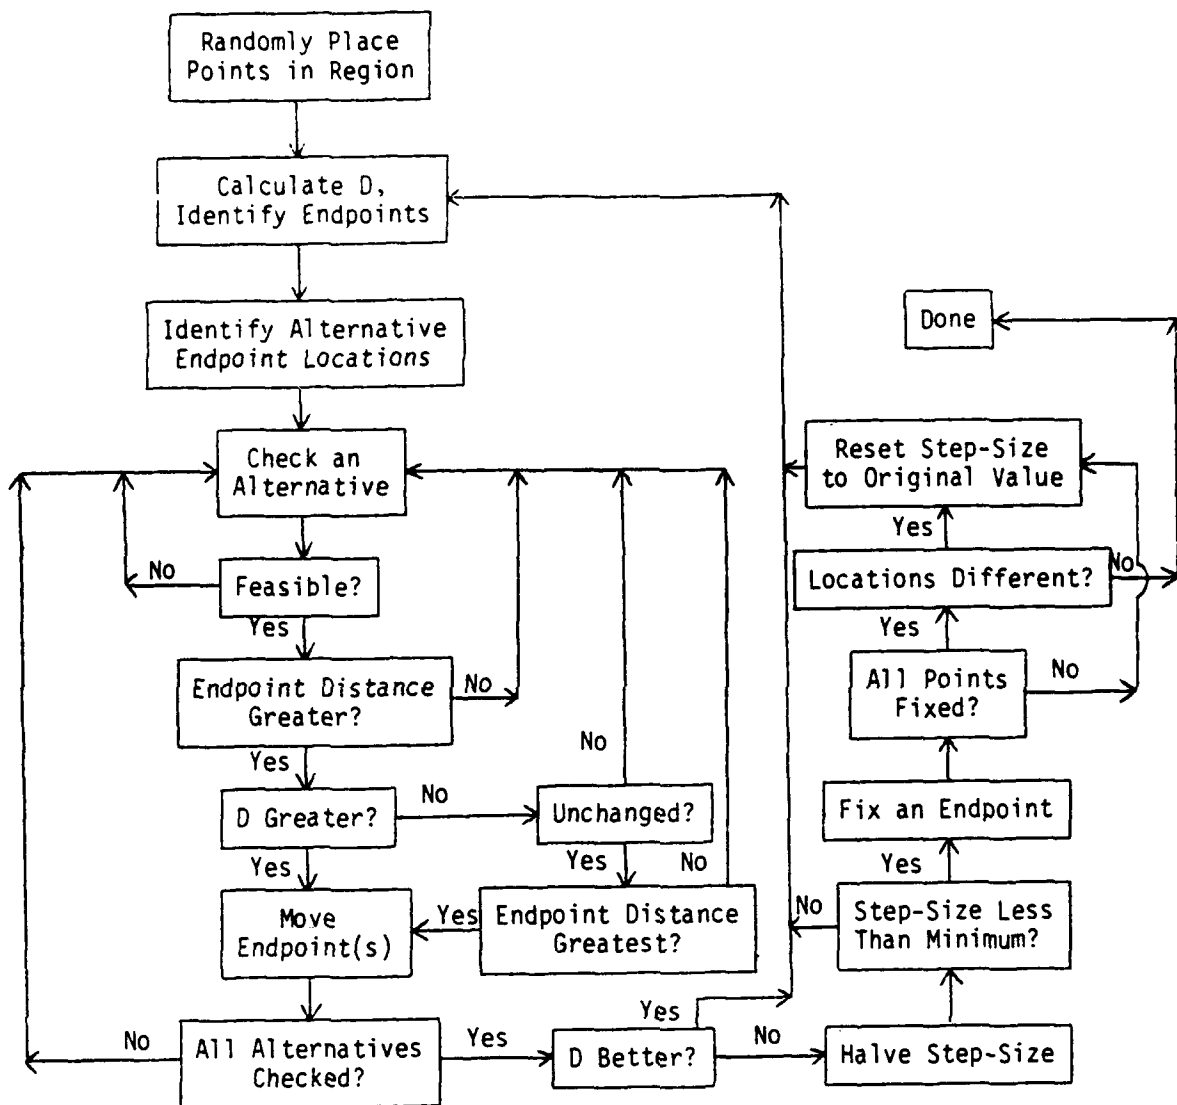 Randomly Place
Points in Region
Calculate D,
Identify Endpoints
Identify Alternative
Endpoint Locations
Done
Check an
Alternative
Reset Step-Size
to Original Value
Yes
No
Feasible?
Locations Different?
No
Yes
Yes
Endpoint Distance
Greater?
No
All Points
Fixed?
No
Yes
No
D Greater?
No
Unchanged?
Fix an Endpoint
Yes
Yes
No
Yes
Move
Endpoint(s)
Yes
Endpoint Distance
Greatest?
No
Step-Size Less
Than Minimum?
Yes
No
All Alternatives
Checked?
Yes
D Better?
No
Halve Step-Size